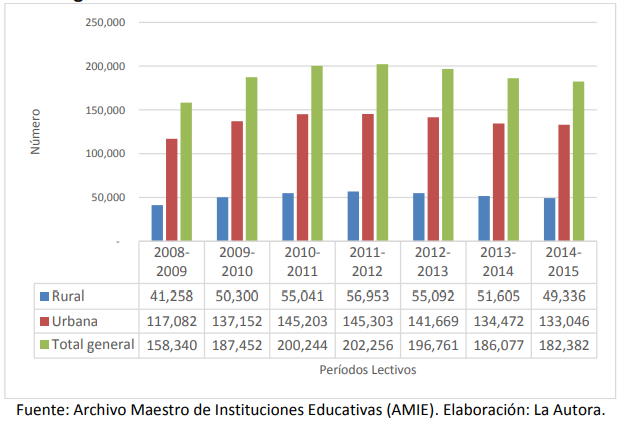 250,000
200,000
150,000
100,000
50,000
-
Número
2008-2009 2009-2010 2010-2011 2011-2012 2012-2013 2013-2014 2014-2015
Rural 41,258 50,300 55,041 56,953 55,092 51,605 49,336
Urbana 117,082 137,152 145,203 145,303 141,669 134,472 133,046
Total general 158,340 187,452 200,244 202,256 196,761 186,077 182,382
Períodos Lectivos
Fuente: Archivo Maestro de Instituciones Educativas (AMIE). Elaboración: La Autora.